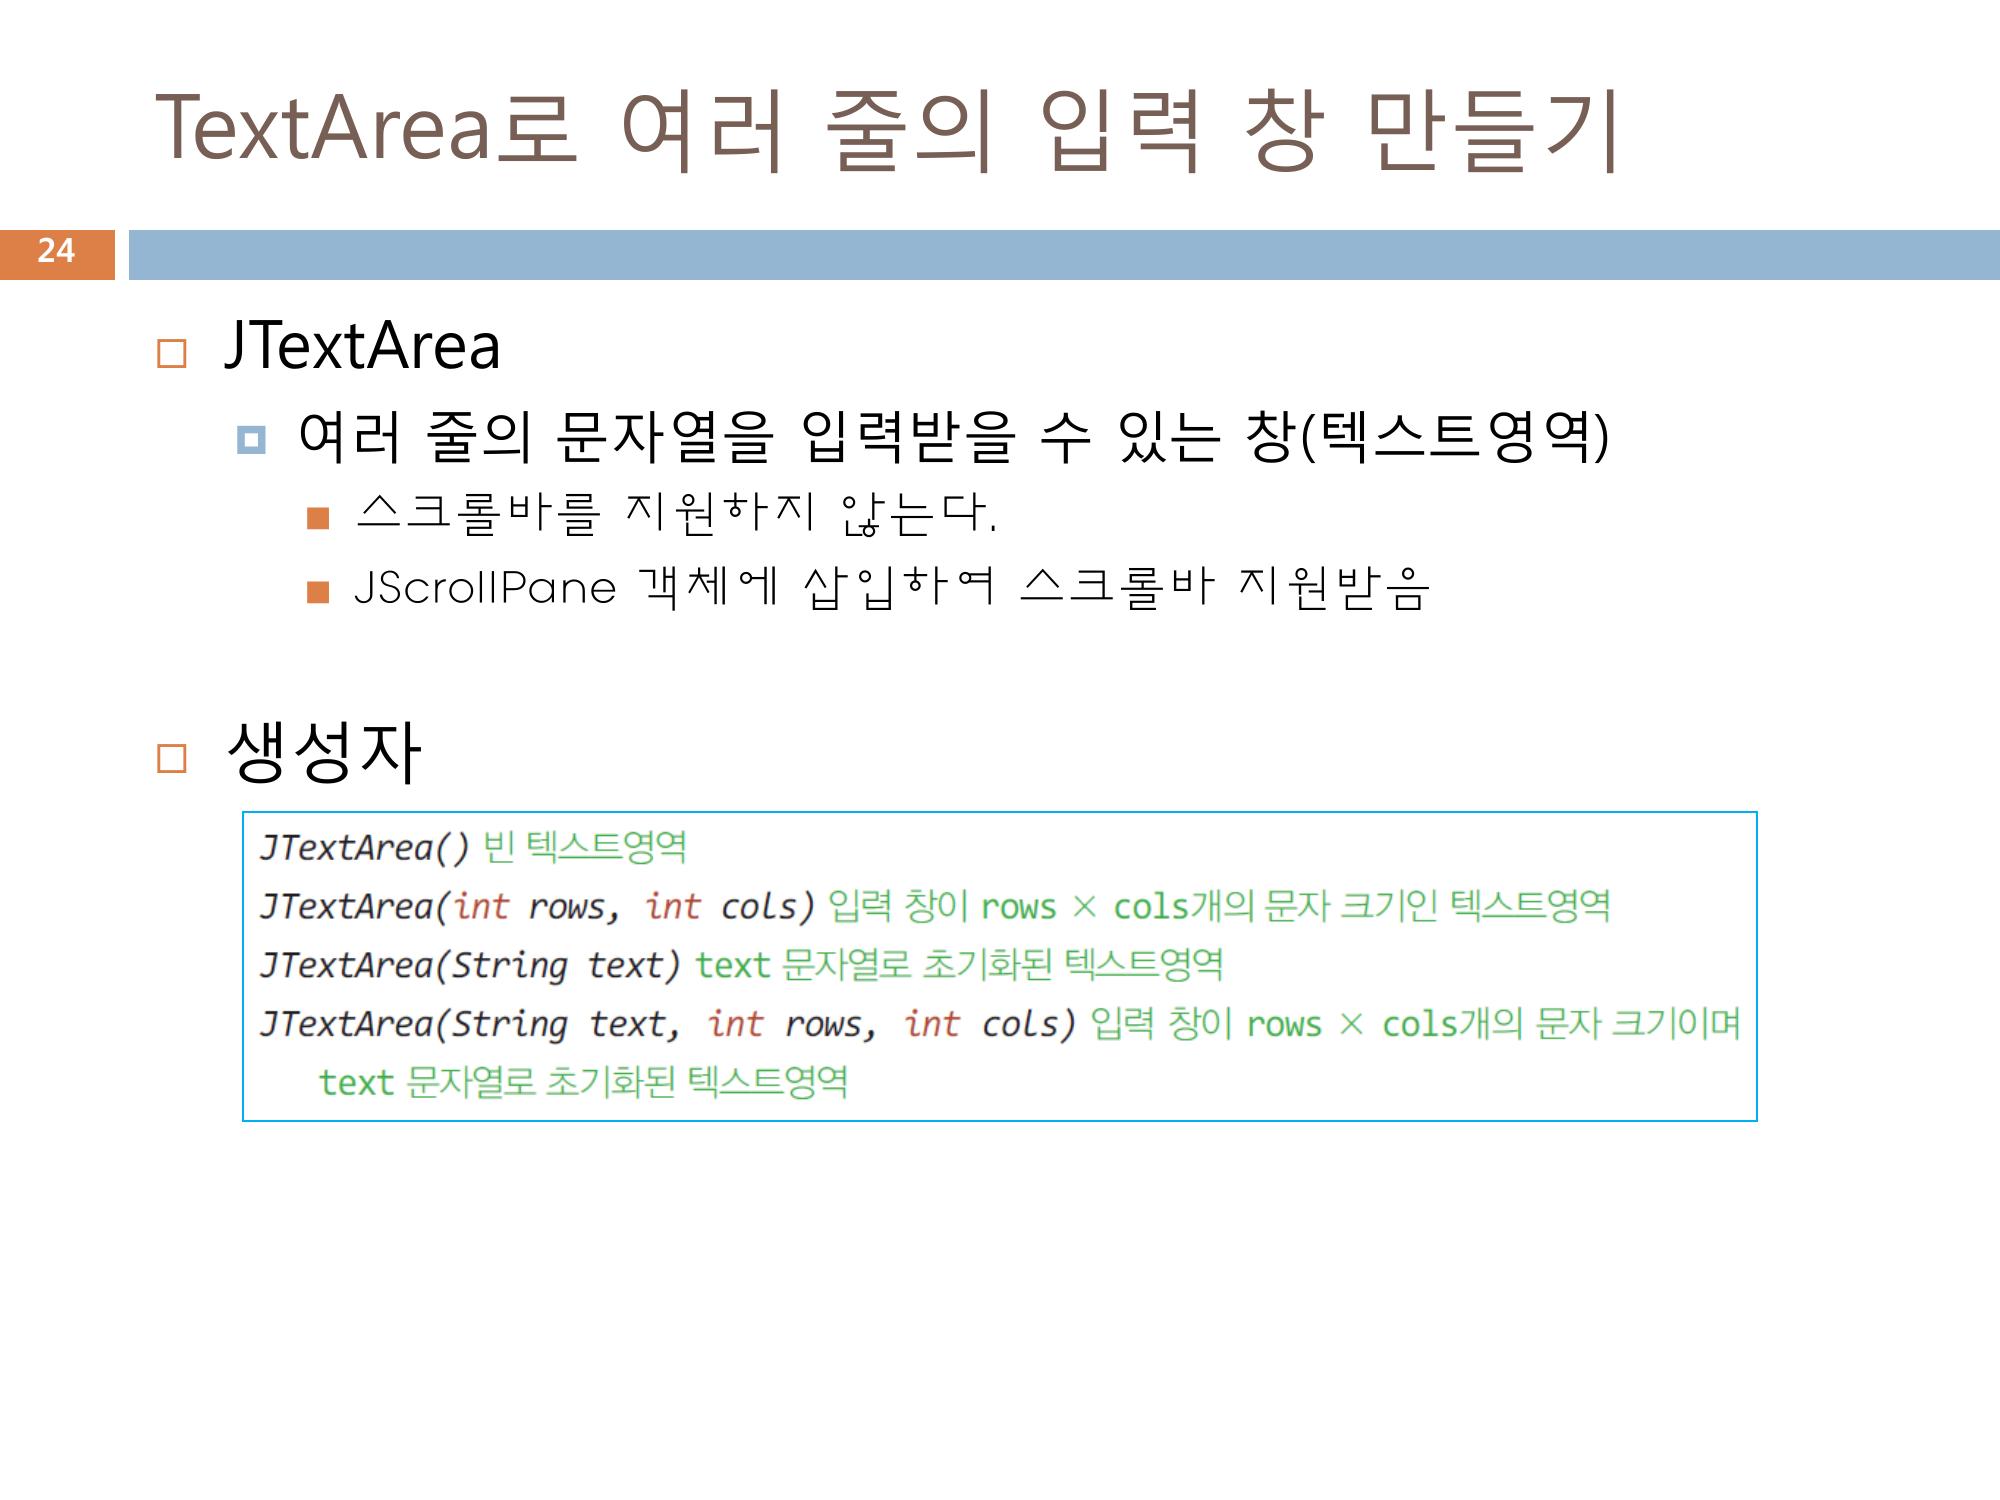 TextArea로 여러 줄의 입력 창 만들기
24
JTextArea
여러 줄의 문자열을 입력받을 수 있는 창(텍스트영역)
스크롤바를 지원하지 않는다.
JScrollPane 객체에 삽입하여 스크롤바 지원받음
생성자
JTextArea() 빈 텍스트영역
JTextArea(int rows, int cols) 입력 창이 rows × cols개의 문자 크기인 텍스트영역
JTextArea(String text) text 문자열로 초기화된 텍스트영역
JTextArea(String text, int rows, int cols) 입력 창이 rows × cols개의 문자 크기이며
text 문자열로 초기화된 텍스트영역